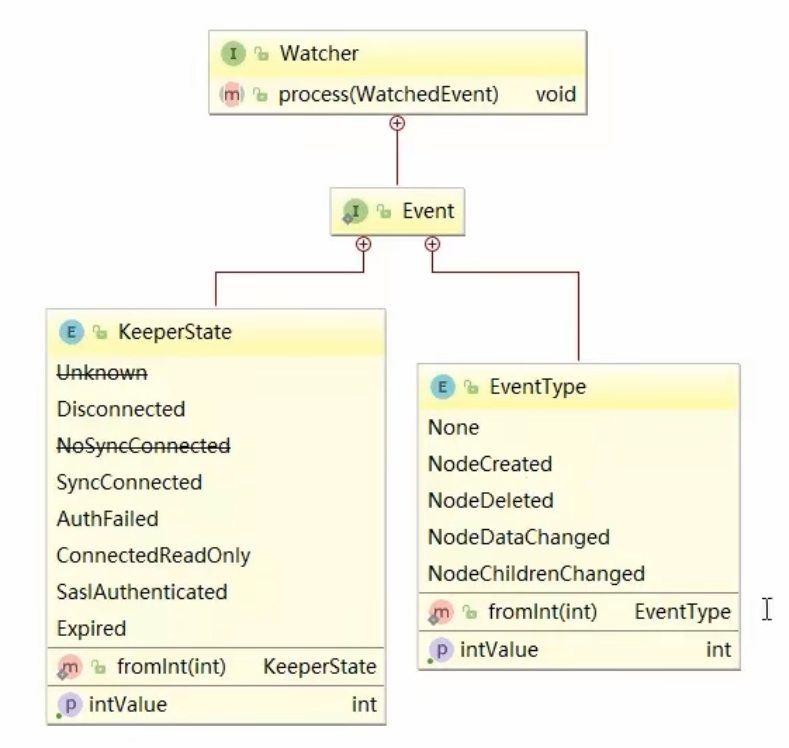 I Watcher
m process(WatchedEvent) void
I Event
E KeeperState
Unknown
Disconnected
NoSyncConnected
SyncConnected
AuthFailed
ConnectedReadOnly
SaslAuthenticated
Expired
m fromInt(int) KeeperState
p intValue int
E EventType
None
NodeCreated
NodeDeleted
NodeDataChanged
NodeChildrenChanged
m fromInt(int) EventType
p intValue int